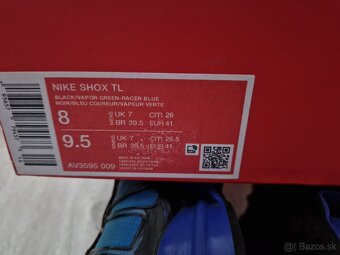 NIKE SHOX TL
BLACK/VAPOR GREEN-RACER BLUE
NOIR/BLEU COUREUR/VAPEUR VERTE
8 UK 7 cm 26
BR 39.5 EUR 41
9.5 UK 7 cm 26.5
BR 39.5 EUR 41
AV3595 009
Bazos.sk